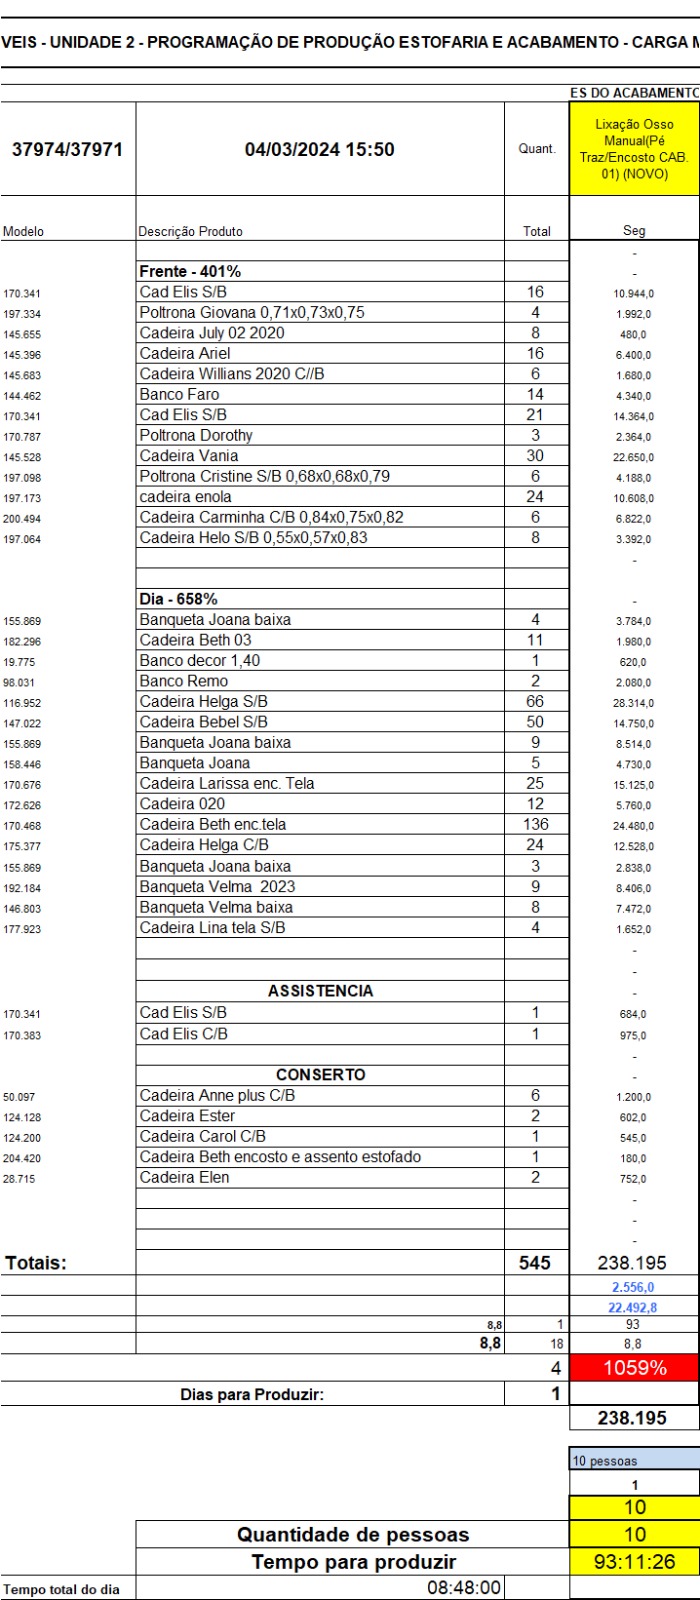 VEIS - UNIDADE 2 - PROGRAMAÇÃO DE PRODUÇÃO ESTOFARIA E ACABAMENTO - CARGA M
ES DO ACABAMENTO
37974/37971 04/03/2024 15:50 Quant. Lixação Osso Manual(Pé Traz/Encosto CAB. 01) (NOVO)
Modelo Descrição Produto Total Seg
-
Frente - 401% -
170.341 Cad Elis S/B 16 10.944,0
197.334 Poltrona Giovana 0,71x0,73x0,75 4 1.992,0
145.655 Cadeira July 02 2020 8 480,0
145.396 Cadeira Ariel 16 6.400,0
145.683 Cadeira Willians 2020 C//B 6 1.680,0
144.462 Banco Faro 14 4.340,0
170.341 Cad Elis S/B 21 14.364,0
170.787 Poltrona Dorothy 3 2.364,0
145.528 Cadeira Vania 30 22.650,0
197.098 Poltrona Cristine S/B 0,68x0,68x0,79 6 4.188,0
197.173 cadeira enola 24 10.608,0
200.494 Cadeira Carminha C/B 0,84x0,75x0,82 6 6.822,0
197.064 Cadeira Helo S/B 0,55x0,57x0,83 8 3.392,0
-
Dia - 658% -
155.869 Banqueta Joana baixa 4 3.784,0
182.296 Cadeira Beth 03 11 1.980,0
19.775 Banco decor 1,40 1 620,0
98.031 Banco Remo 2 2.080,0
116.952 Cadeira Helga S/B 66 28.314,0
147.022 Cadeira Bebel S/B 50 14.750,0
155.869 Banqueta Joana baixa 9 8.514,0
158.446 Banqueta Joana 5 4.730,0
170.676 Cadeira Larissa enc. Tela 25 15.125,0
172.626 Cadeira 020 12 5.760,0
170.468 Cadeira Beth enc.tela 136 24.480,0
175.377 Cadeira Helga C/B 24 12.528,0
155.869 Banqueta Joana baixa 3 2.838,0
192.184 Banqueta Velma 2023 9 8.406,0
146.803 Banqueta Velma baixa 8 7.472,0
177.923 Cadeira Lina tela S/B 4 1.652,0
-
-
ASSISTENCIA -
170.341 Cad Elis S/B 1 684,0
170.383 Cad Elis C/B 1 975,0
-
CONSERTO -
50.097 Cadeira Anne plus C/B 6 1.200,0
124.128 Cadeira Ester 2 602,0
124.200 Cadeira Carol C/B 1 545,0
204.420 Cadeira Beth encosto e assento estofado 1 180,0
28.715 Cadeira Elen 2 752,0
-
-
-
Totais: 545 238.195
2.556,0
22.492,8
8,8 1 93
8,8 18 8,8
4 1059%
Dias para Produzir: 1
238.195
10 pessoas
1
10
Quantidade de pessoas 10
Tempo para produzir 93:11:26
Tempo total do dia 08:48:00